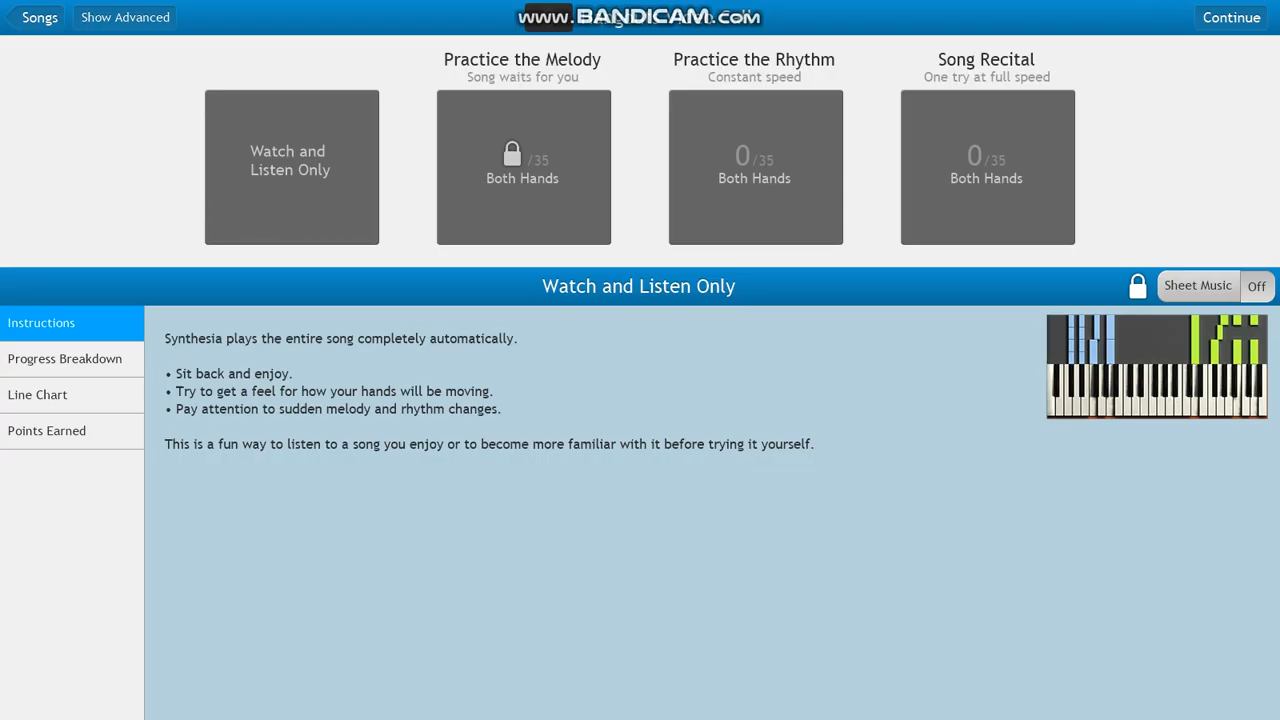 Songs
Show Advanced
www.BANDICAM.com
Continue
Practice the Melody
Song waits for you
Practice the Rhythm
Constant speed
Song Recital
One try at full speed
Watch and
Listen Only
/35
Both Hands
0/35
Both Hands
0/35
Both Hands
Watch and Listen Only
Sheet Music
Off
Instructions
Progress Breakdown
Line Chart
Points Earned
Synthesia plays the entire song completely automatically.
• Sit back and enjoy.
• Try to get a feel for how your hands will be moving.
• Pay attention to sudden melody and rhythm changes.
This is a fun way to listen to a song you enjoy or to become more familiar with it before trying it yourself.